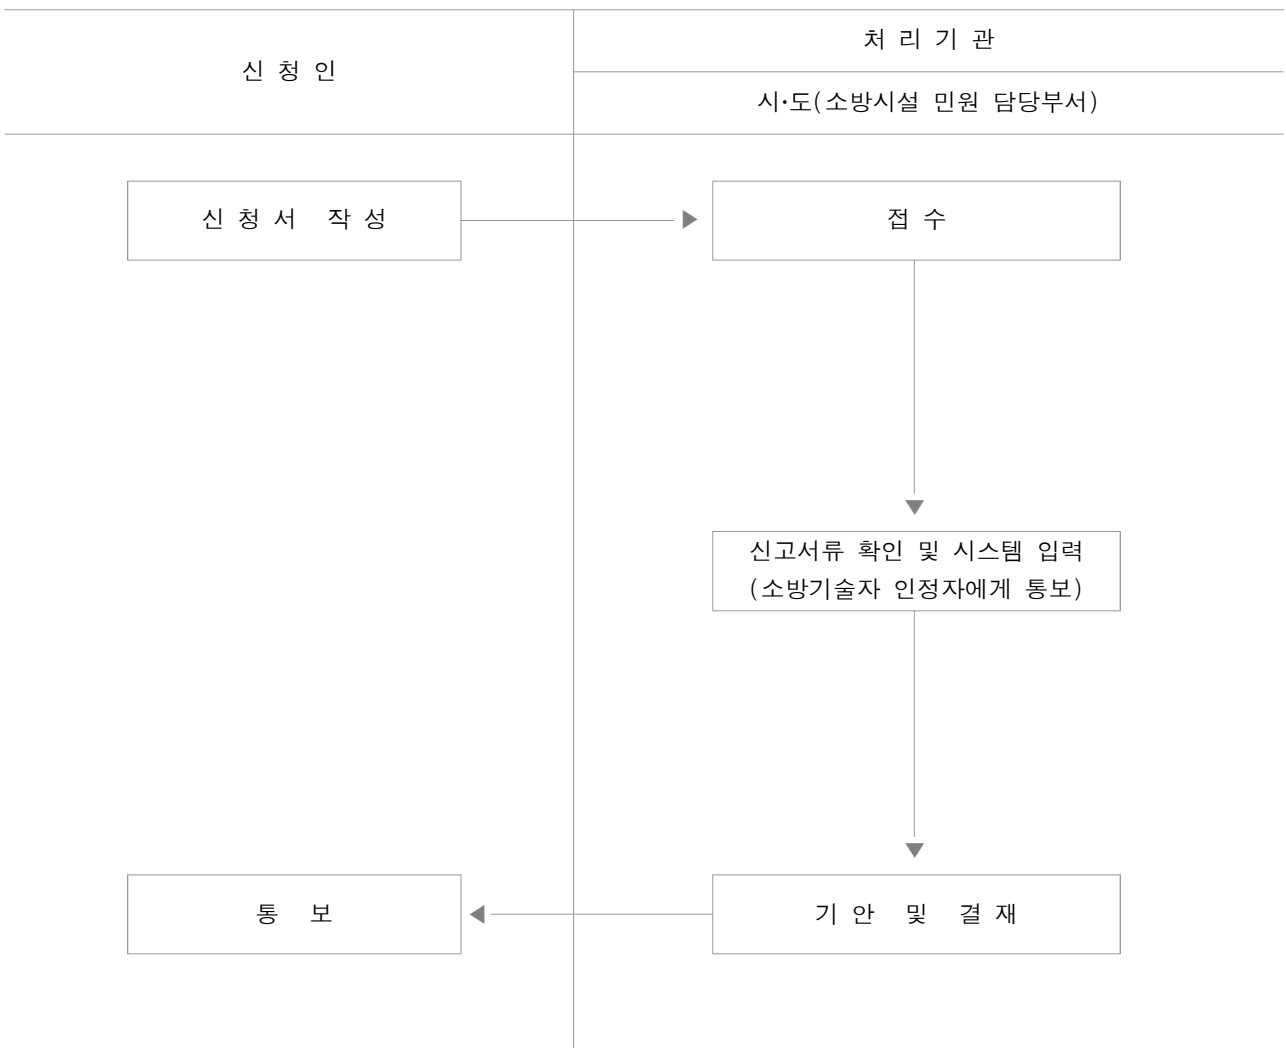 신 청 인
처 리 기 관
시·도(소방시설 민원 담당부서)
신 청 서 작 성
접 수
신고서류 확인 및 시스템 입력
(소방기술자 인정자에게 통보)
통 보
기 안 및 결 재